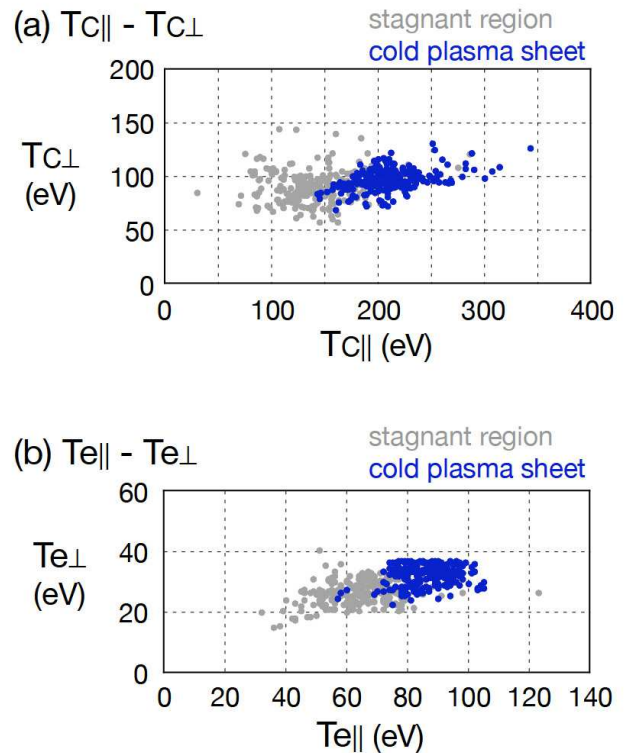 (a) TC∥ - TC⊥
stagnant region
cold plasma sheet
200
150
TC⊥
(eV)
100
50
0
0 100 200 300 400
TC∥ (eV)
(b) Te∥ - Te⊥
stagnant region
cold plasma sheet
60
Te⊥
(eV)
40
20
0
0 20 40 60 80 100 120 140
Te∥ (eV)